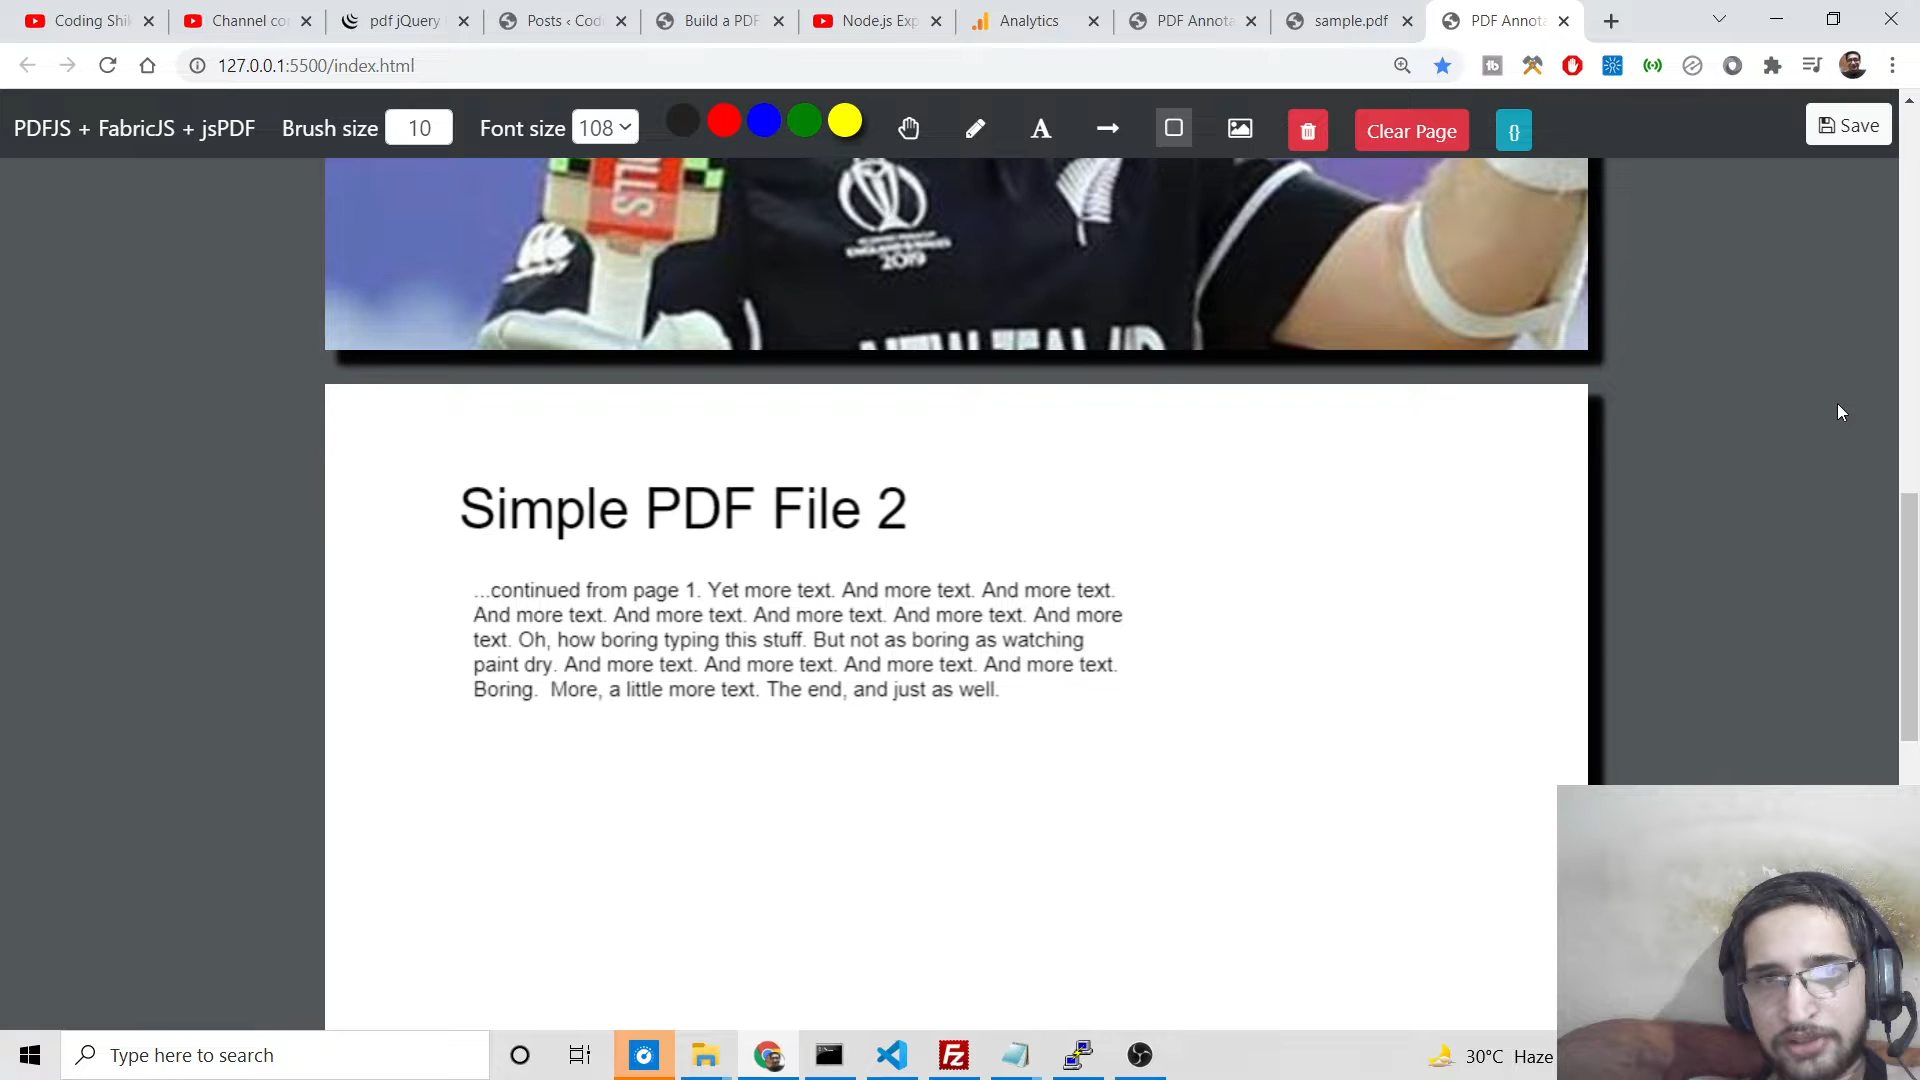 Coding Shi
Channel co
pdf jQuery
Posts ‹ Codi
Build a PDF
Node.js Exp
Analytics
PDF Annota
sample.pdf
PDF Annota
127.0.0.1:5500/index.html
PDFJS + FabricJS + jsPDF
Brush size
10
Font size
108
A
Clear Page
{}
Save
2019
Simple PDF File 2
...continued from page 1. Yet more text. And more text. And more text.
And more text. And more text. And more text. And more text. And more
text. Oh, how boring typing this stuff. But not as boring as watching
paint dry. And more text. And more text. And more text. And more text.
Boring. More, a little more text. The end, and just as well.
Type here to search
Fz
30°C Haze